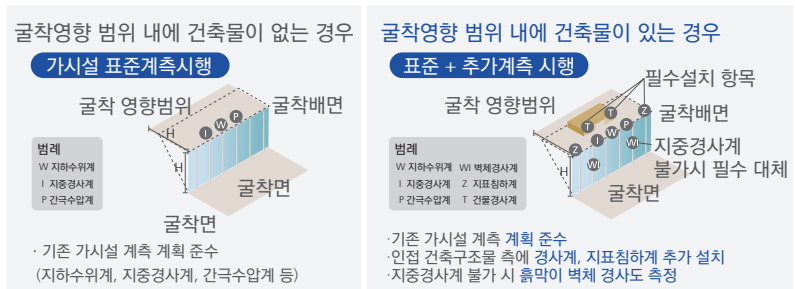 굴착영향 범위 내에 건축물이 없는 경우
가시설 표준계측시행
굴착 영향범위
굴착배면
H
I
W
P
H
범례
W 지하수위계
I 지중경사계
P 간극수압계
굴착면
굴착면
· 기존 가시설 계측 계획 준수
(지하수위계, 지중경사계, 간극수압계 등)
굴착영향 범위 내에 건축물이 있는 경우
표준 + 추가계측 시행
필수설치 항목
굴착 영향범위
굴착배면
T
T
Z
H
Z
I
W
P
WI
WI
H
지중경사계
불가시 필수 대체
범례
W 지하수위계 WI 벽체경사계
I 지중경사계 Z 지표침하계
P 간극수압계 T 건물경사계
굴착면
·기존 가시설 계측 계획 준수
·인접 건축구조물 측에 경사계, 지표침하계 추가 설치
·지중경사계 불가 시 흙막이 벽체 경사도 측정